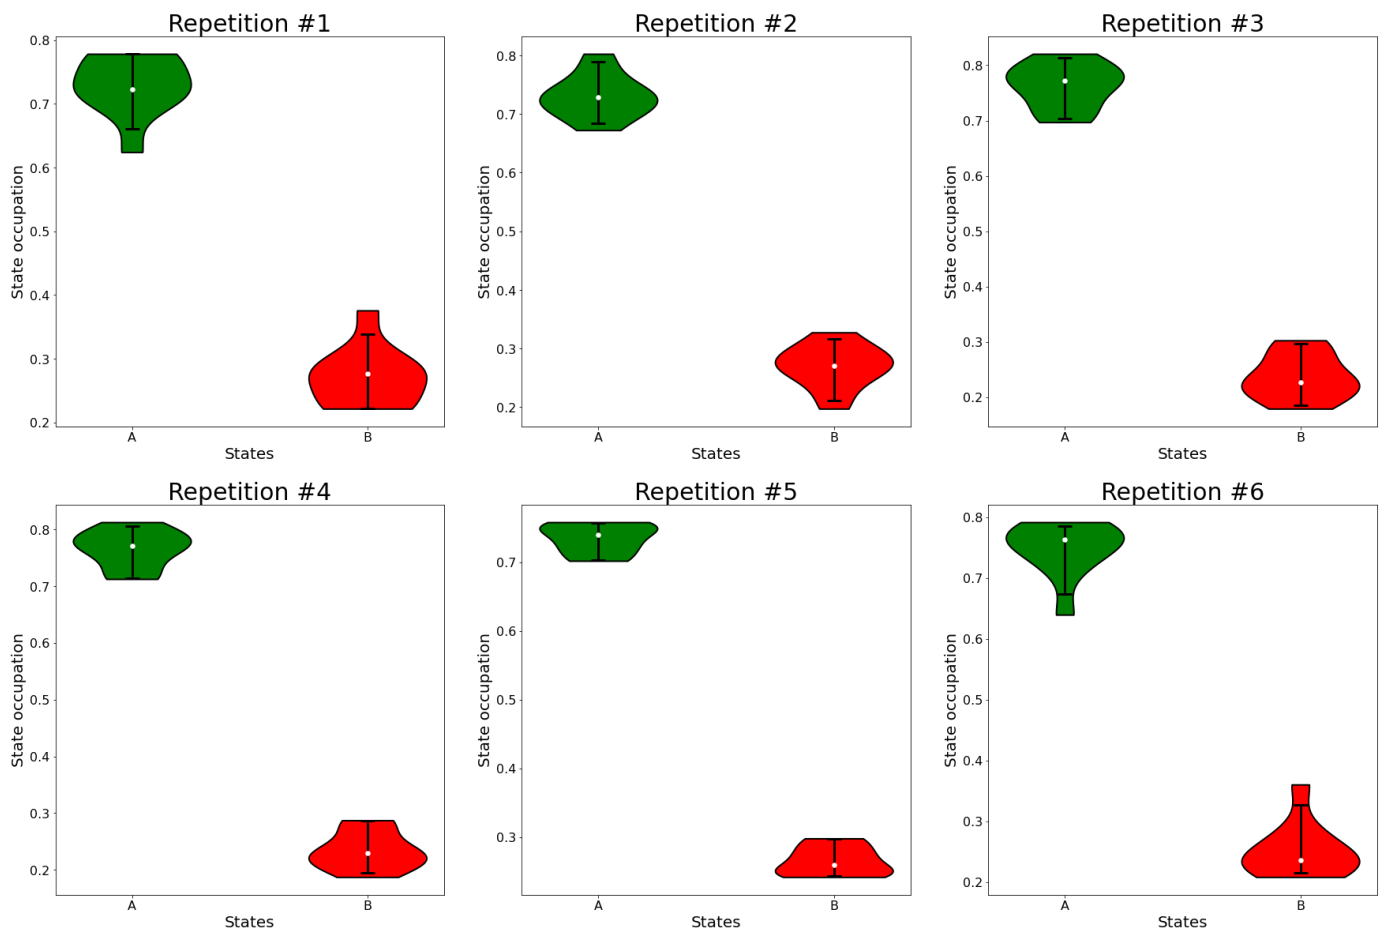 Repetition #1
State occupation
0.8
0.7
0.6
0.5
0.4
0.3
0.2
A
B
States
Repetition #2
State occupation
0.8
0.7
0.6
0.5
0.4
0.3
0.2
A
B
States
Repetition #3
State occupation
0.8
0.7
0.6
0.5
0.4
0.3
0.2
A
B
States
Repetition #4
State occupation
0.8
0.7
0.6
0.5
0.4
0.3
0.2
A
B
States
Repetition #5
State occupation
0.7
0.6
0.5
0.4
0.3
A
B
States
Repetition #6
State occupation
0.8
0.7
0.6
0.5
0.4
0.3
0.2
A
B
States